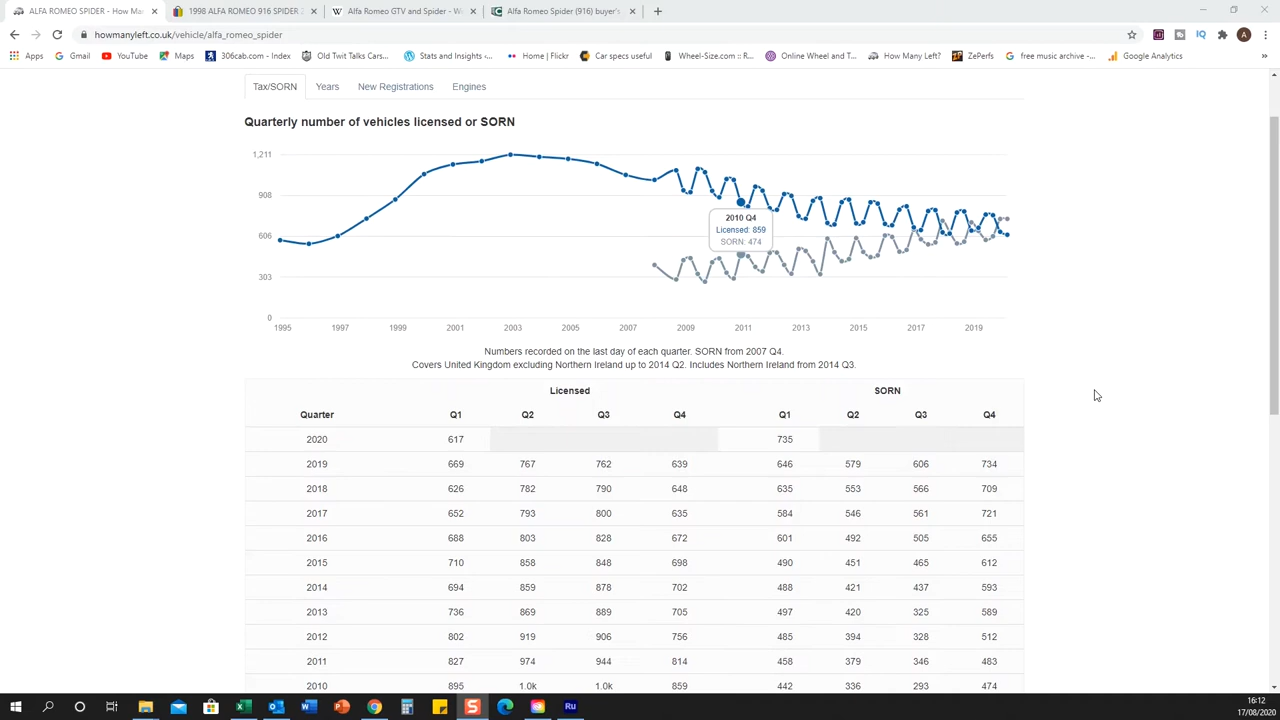 ALFA ROMEO SPIDER - How Ma
1998 ALFA ROMEO 916 SPIDER
Alfa Romeo GTV and Spider - W
Alfa Romeo Spider (916) buyer's
howmanyleft.co.uk/vehicle/alfa_romeo_spider
Apps
Gmail
YouTube
Maps
306cab.com - Index
Old Twit Talks Cars...
Stats and Insights ‹...
Home | Flickr
Car specs useful
Wheel-Size.com :: R...
Online Wheel and T...
How Many Left?
ZePerfs
free music archive -...
Google Analytics
»
Tax/SORN Years New Registrations Engines
Quarterly number of vehicles licensed or SORN
1,211
908
606
303
0
2010 Q4
Licensed: 859
SORN: 474
1995 1997 1999 2001 2003 2005 2007 2009 2011 2013 2015 2017 2019
Numbers recorded on the last day of each quarter. SORN from 2007 Q4.
Covers United Kingdom excluding Northern Ireland up to 2014 Q2. Includes Northern Ireland from 2014 Q3.
Licensed SORN
Quarter Q1 Q2 Q3 Q4 Q1 Q2 Q3 Q4
2020 617 735
2019 669 767 762 639 646 579 606 734
2018 626 782 790 648 635 553 566 709
2017 652 793 800 635 584 546 561 721
2016 688 803 828 672 601 492 505 655
2015 710 858 848 698 490 451 465 612
2014 694 859 878 702 488 421 437 593
2013 736 869 889 705 497 420 325 589
2012 802 919 906 756 485 394 328 512
2011 827 974 944 814 458 379 346 483
2010 895 1.0k 1.0k 859 442 336 293 474
16:12
17/08/2020